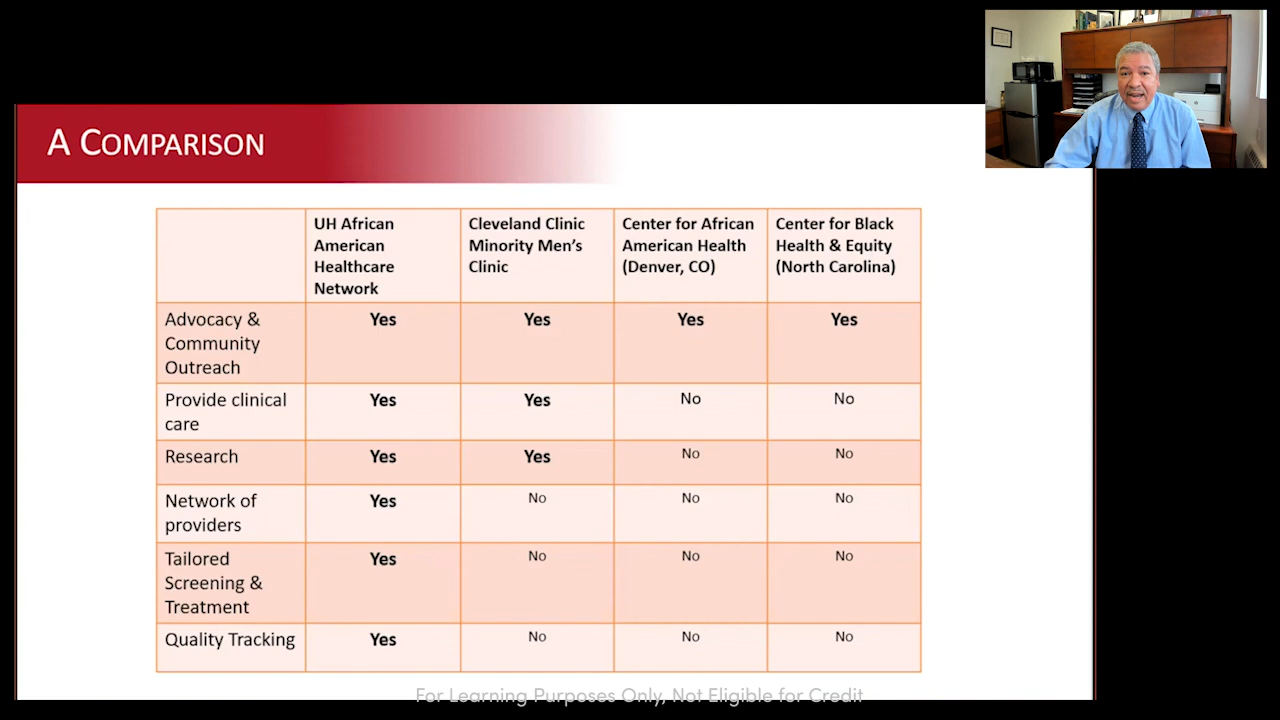 A COMPARISON
UH African
American
Healthcare
Network
Cleveland Clinic
Minority Men’s
Clinic
Center for African
American Health
(Denver, CO)
Center for Black
Health & Equity
(North Carolina)
Advocacy &
Community
Outreach
Yes
Yes
Yes
Yes
Provide clinical
care
Yes
Yes
No
No
Research
Yes
Yes
No
No
Network of
providers
Yes
No
No
No
Tailored
Screening &
Treatment
Yes
No
No
No
Quality Tracking
Yes
No
No
No
For Learning Purposes Only, Not Eligible for Credit